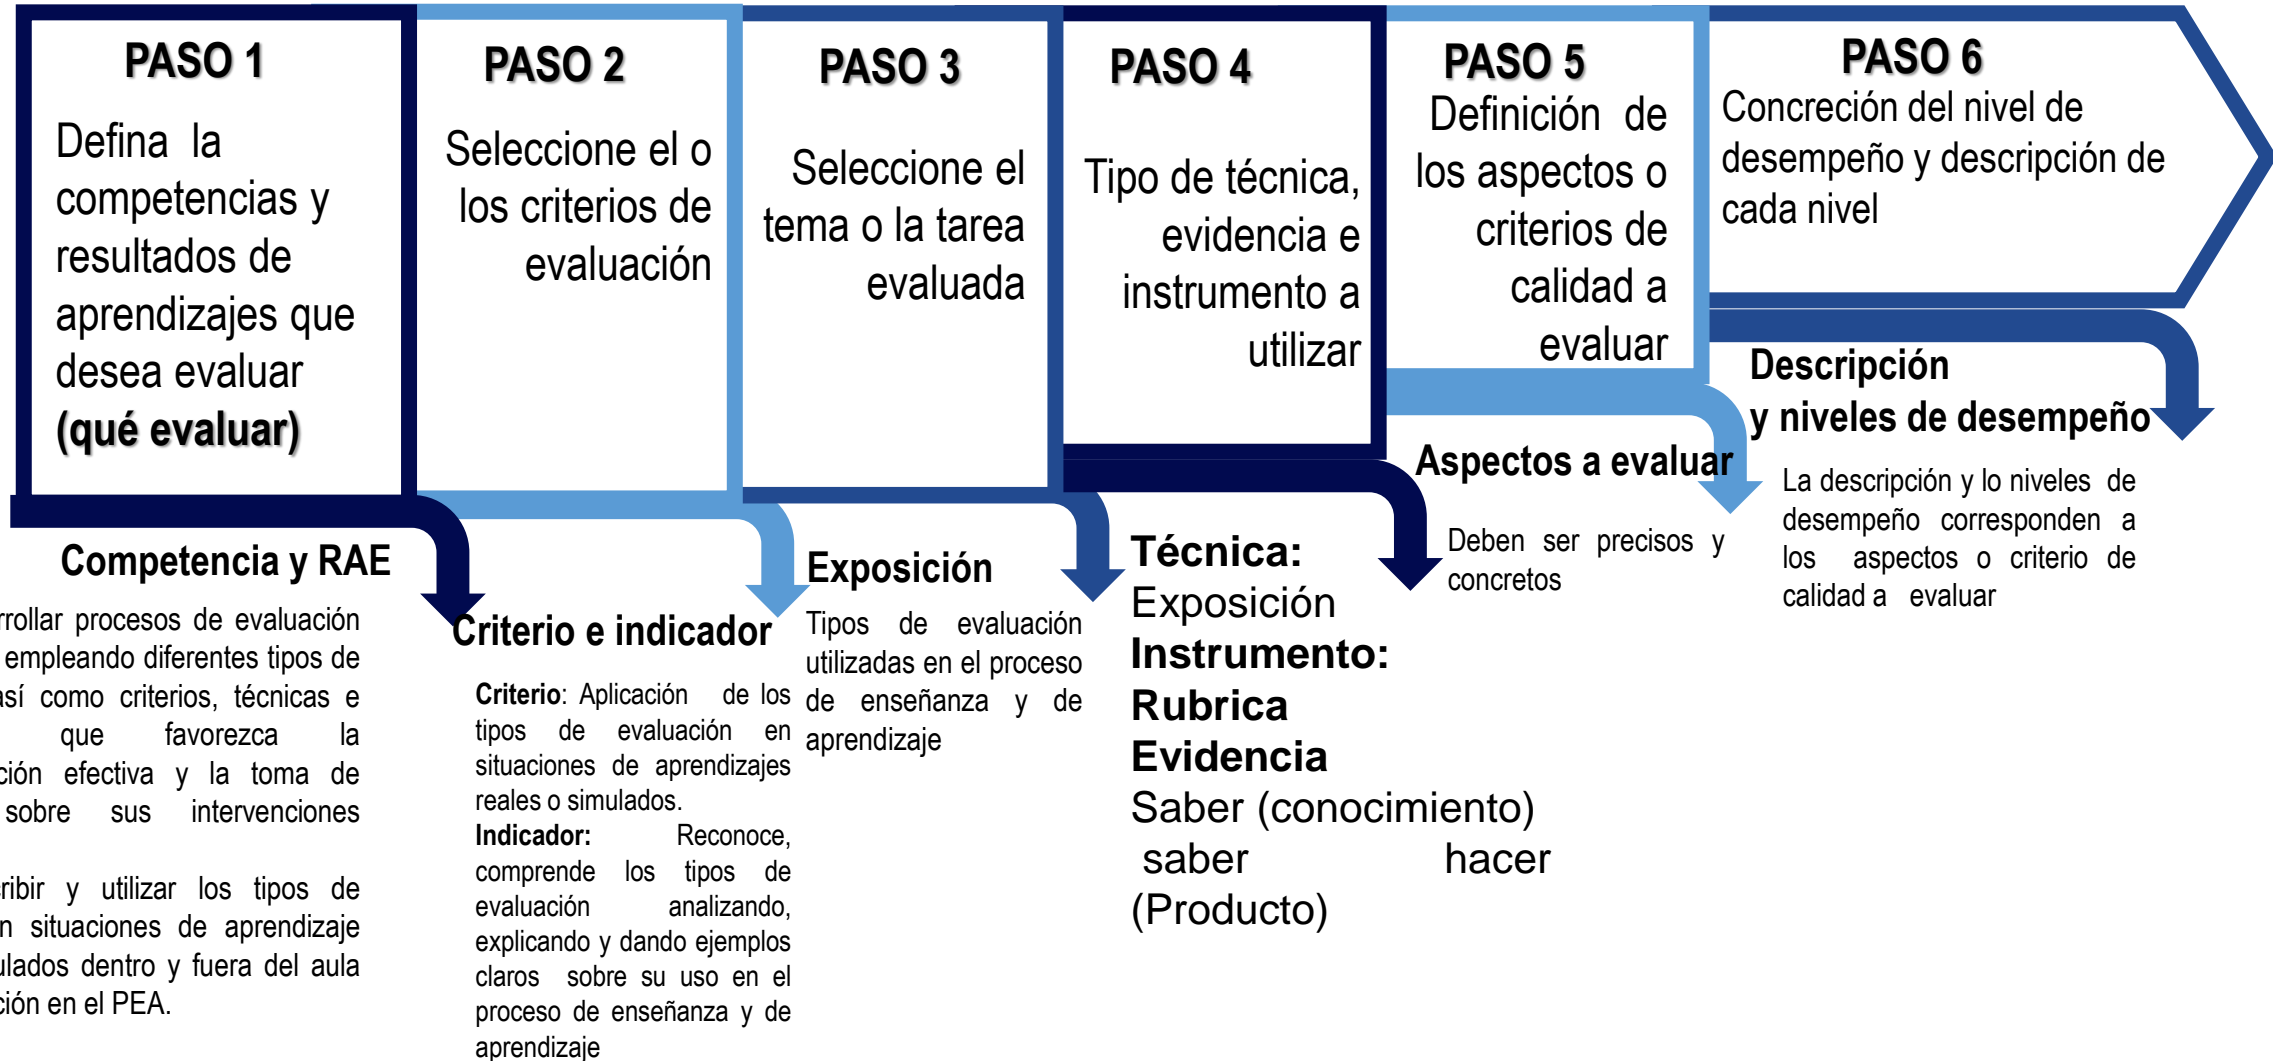 PASO 1
Defina la
competencias y
resultados de
aprendizajes que
desea evaluar
(qué evaluar)
PASO 2
Seleccione el o
los criterios de
evaluación
PASO 3
Seleccione el
tema o la tarea
evaluada
PASO 4
Tipo de técnica,
evidencia e
instrumento a
utilizar
PASO 5
Definición de
los aspectos o
criterios de
calidad a
evaluar
PASO 6
Concreción del nivel de
desempeño y descripción de
cada nivel
Competencia y RAE
procesos de evaluación
empleando diferentes tipos de
así como criterios, técnicas e
que favorezca la
efectiva y la toma de
sobre sus intervenciones
y utilizar los tipos de
situaciones de aprendizaje
dentro y fuera del aula
en el PEA.
Criterio e indicador
Criterio: Aplicación de los
tipos de evaluación en
situaciones de aprendizajes
reales o simulados.
Indicador: Reconoce,
comprende los tipos de
evaluación analizando,
explicando y dando ejemplos
claros sobre su uso en el
proceso de enseñanza y de
aprendizaje
Exposición
Tipos de evaluación
utilizadas en el proceso
de enseñanza y de
aprendizaje
Técnica:
Exposición
Instrumento:
Rubrica
Evidencia
Saber (conocimiento)
saber hacer
(Producto)
Aspectos a evaluar
Deben ser precisos y
concretos
Descripción
y niveles de desempeño
La descripción y lo niveles de
desempeño corresponden a
los aspectos o criterio de
calidad a evaluar